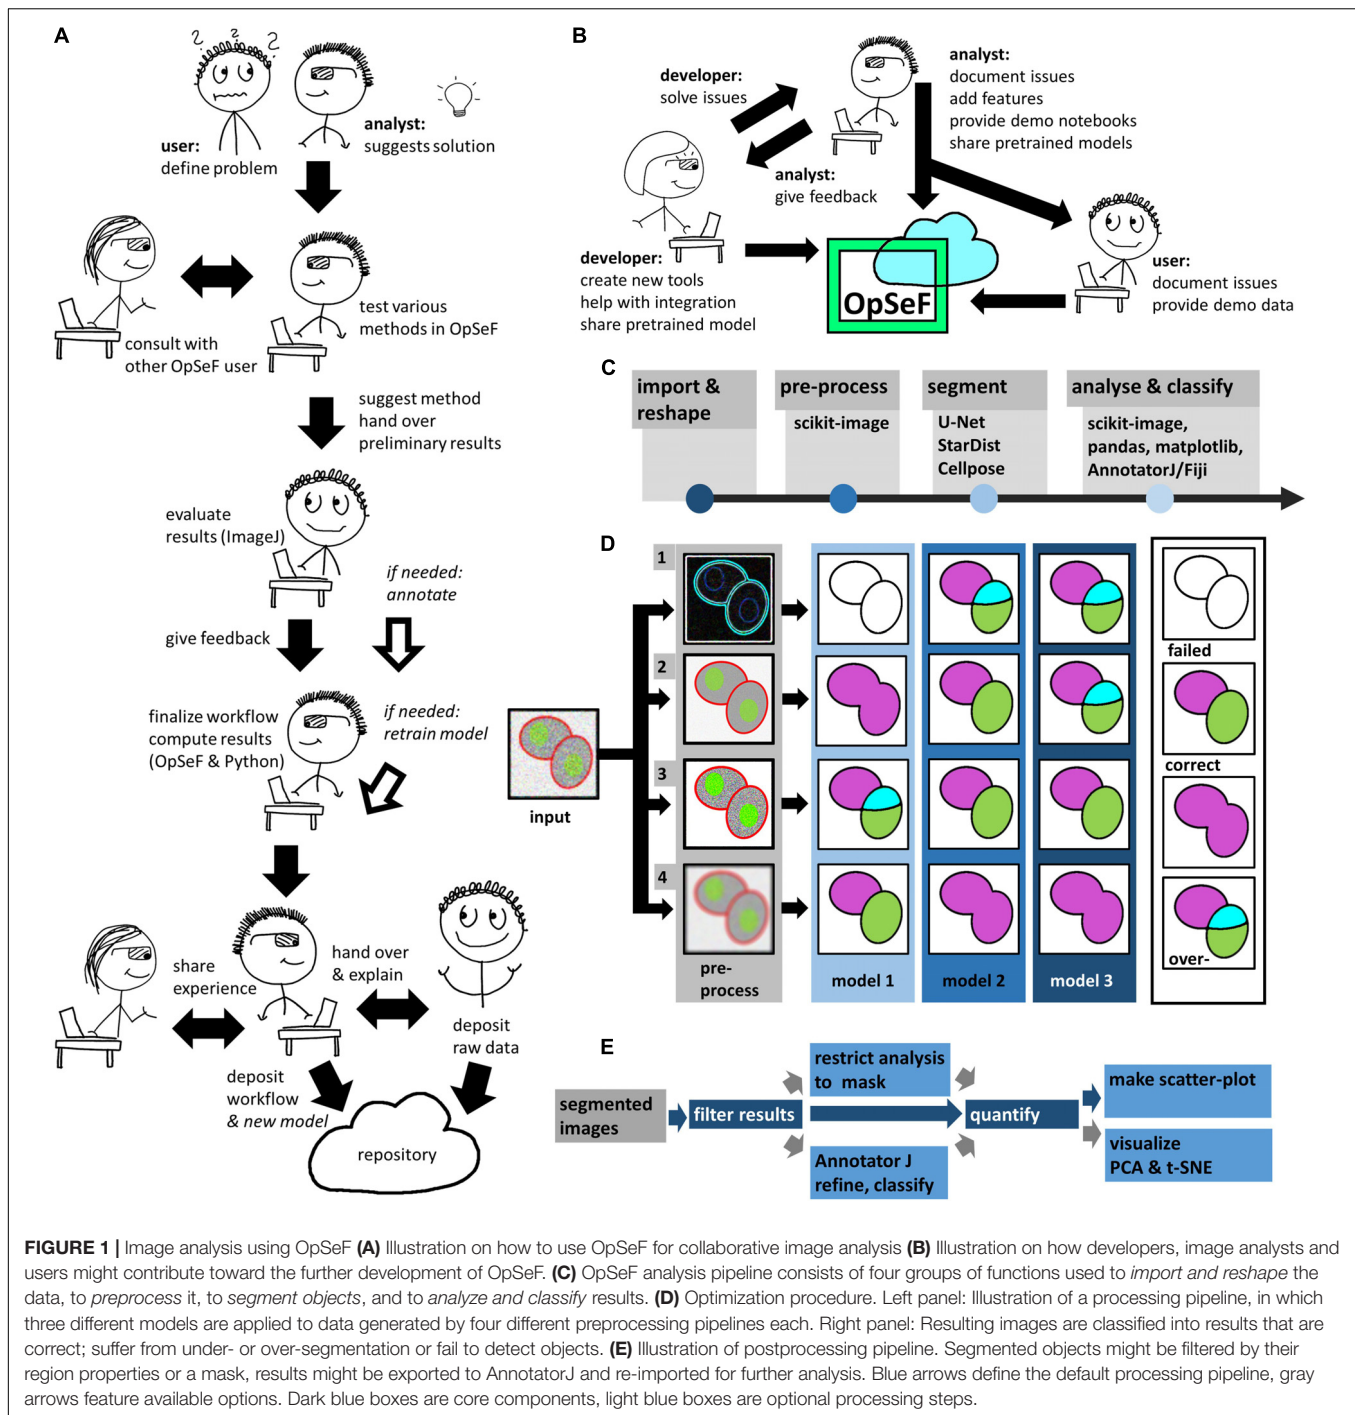 A
? ? ?
user:
define problem
analyst:
suggests solution
consult with
other OpSeF user
test various
methods in OpSeF
suggest method
hand over
preliminary results
evaluate
results (ImageJ)
if needed:
annotate
give feedback
finalize workflow
compute results
(OpSeF & Python)
if needed:
retrain model
share
experience
hand over
& explain
deposit
raw data
deposit
workflow
& new model
repository
B
developer:
solve issues
analyst:
document issues
add features
provide demo notebooks
share pretrained models
analyst:
give feedback
developer:
create new tools
help with integration
share pretrained model
OpSeF
user:
document issues
provide demo data
C
import &
reshape
pre-process
scikit-image
segment
U-Net
StarDist
Cellpose
analyse & classify
scikit-image,
pandas, matplotlib,
AnnotatorJ/Fiji
D
input
1
2
3
4
pre-
process
model 1
model 2
model 3
failed
correct
over-
E
segmented
images
filter results
restrict analysis
to mask
Annotator J
refine, classify
quantify
make scatter-plot
visualize
PCA & t-SNE
FIGURE 1 | Image analysis using OpSeF (A) Illustration on how to use OpSeF for collaborative image analysis (B) Illustration on how developers, image analysts and
users might contribute toward the further development of OpSeF. (C) OpSeF analysis pipeline consists of four groups of functions used to import and reshape the
data, to preprocess it, to segment objects, and to analyze and classify results. (D) Optimization procedure. Left panel: Illustration of a processing pipeline, in which
three different models are applied to data generated by four different preprocessing pipelines each. Right panel: Resulting images are classified into results that are
correct; suffer from under- or over-segmentation or fail to detect objects. (E) Illustration of postprocessing pipeline. Segmented objects might be filtered by their
region properties or a mask, results might be exported to AnnotatorJ and re-imported for further analysis. Blue arrows define the default processing pipeline, gray
arrows feature available options. Dark blue boxes are core components, light blue boxes are optional processing steps.